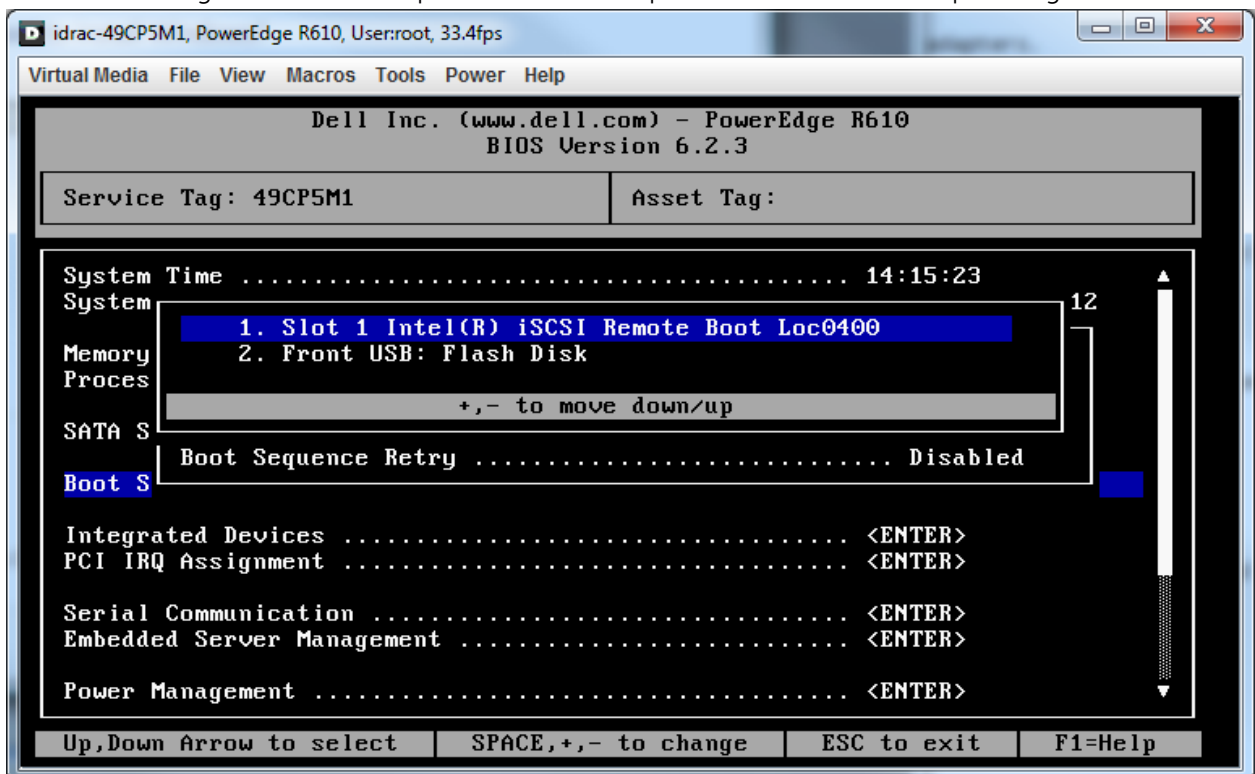 idrac-49CP5M1, PowerEdge R610, User:root, 33.4fps
Virtual Media File View Macros Tools Power Help
Dell Inc. (www.dell.com) - PowerEdge R610
BIOS Version 6.2.3
Service Tag: 49CP5M1 Asset Tag:
System Time ........................................ 14:15:23
System 12
1. Slot 1 Intel(R) iSCSI Remote Boot Loc0400
2. Front USB: Flash Disk
Memory
Proces
+,- to move down/up
SATA S
Boot Sequence Retry ........................... Disabled
Boot S
Integrated Devices ................................. <ENTER>
PCI IRQ Assignment ................................. <ENTER>
Serial Communication ............................... <ENTER>
Embedded Server Management ......................... <ENTER>
Power Management ................................... <ENTER>
Up,Down Arrow to select SPACE,+,- to change ESC to exit F1=Help